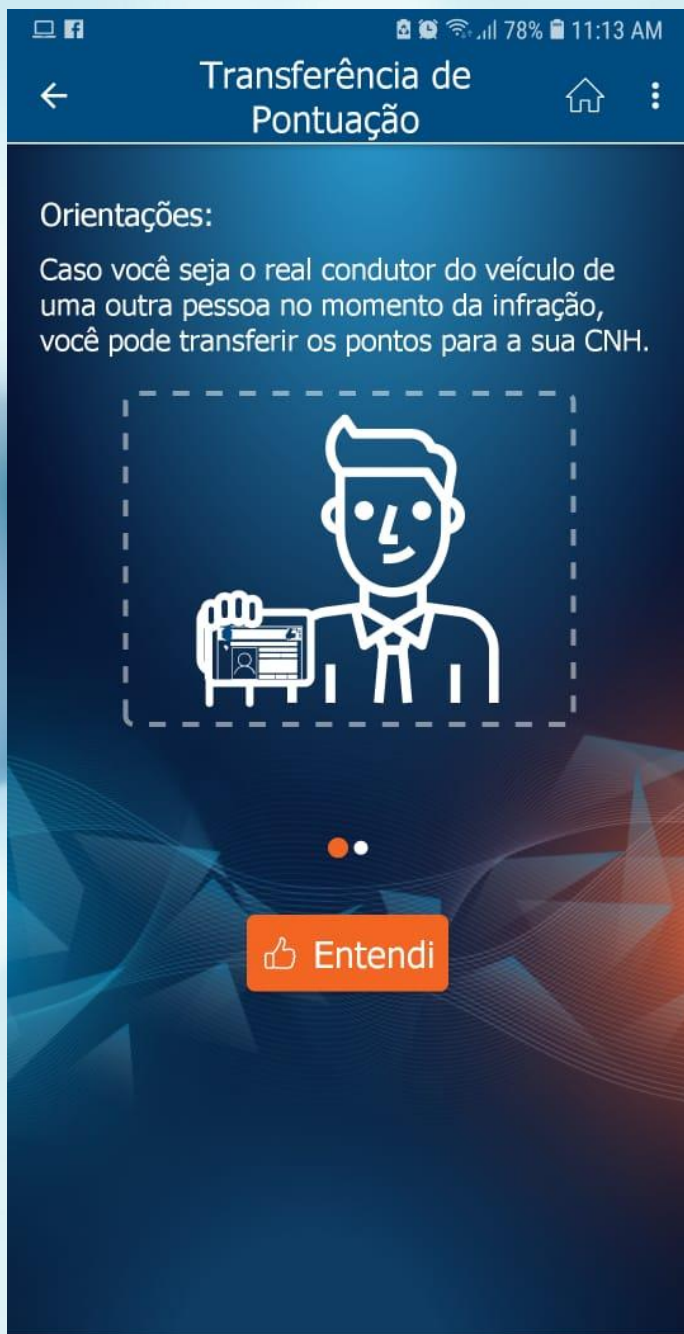 78% 11:13 AM
Transferência de
Pontuação
Orientações:
Caso você seja o real condutor do veículo de
uma outra pessoa no momento da infração,
você pode transferir os pontos para a sua CNH.
Entendi